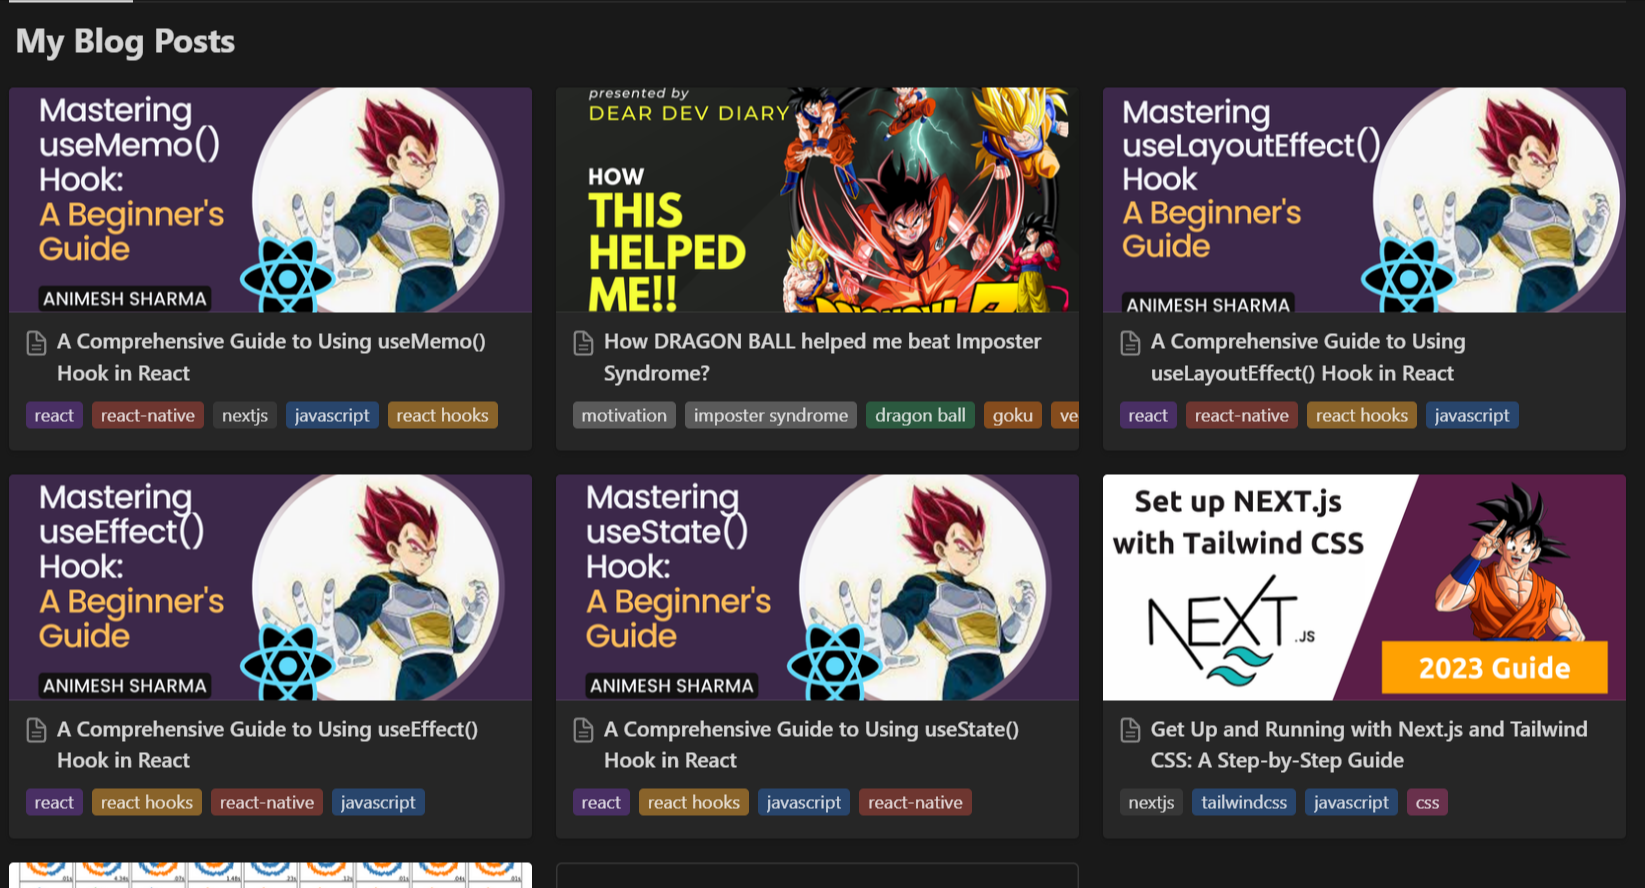 My Blog Posts
Mastering
useMemo()
Hook:
A Beginner's
Guide
ANIMESH SHARMA
A Comprehensive Guide to Using useMemo()
Hook in React
react
react-native
nextjs
javascript
react hooks
presented by
DEAR DEV DIARY
HOW
THIS
HELPED
ME!!
How DRAGON BALL helped me beat Imposter
Syndrome?
motivation
imposter syndrome
dragon ball
goku
ve
Mastering
useLayoutEffect()
Hook
A Beginner's
Guide
ANIMESH SHARMA
A Comprehensive Guide to Using
useLayoutEffect() Hook in React
react
react-native
react hooks
javascript
Mastering
useEffect()
Hook:
A Beginner's
Guide
ANIMESH SHARMA
A Comprehensive Guide to Using useEffect()
Hook in React
react
react hooks
react-native
javascript
Mastering
useState()
Hook:
A Beginner's
Guide
ANIMESH SHARMA
A Comprehensive Guide to Using useState()
Hook in React
react
react hooks
javascript
react-native
Set up NEXT.js
with Tailwind CSS
NEXT.JS
2023 Guide
Get Up and Running with Next.js and Tailwind
CSS: A Step-by-Step Guide
nextjs
tailwindcss
javascript
css